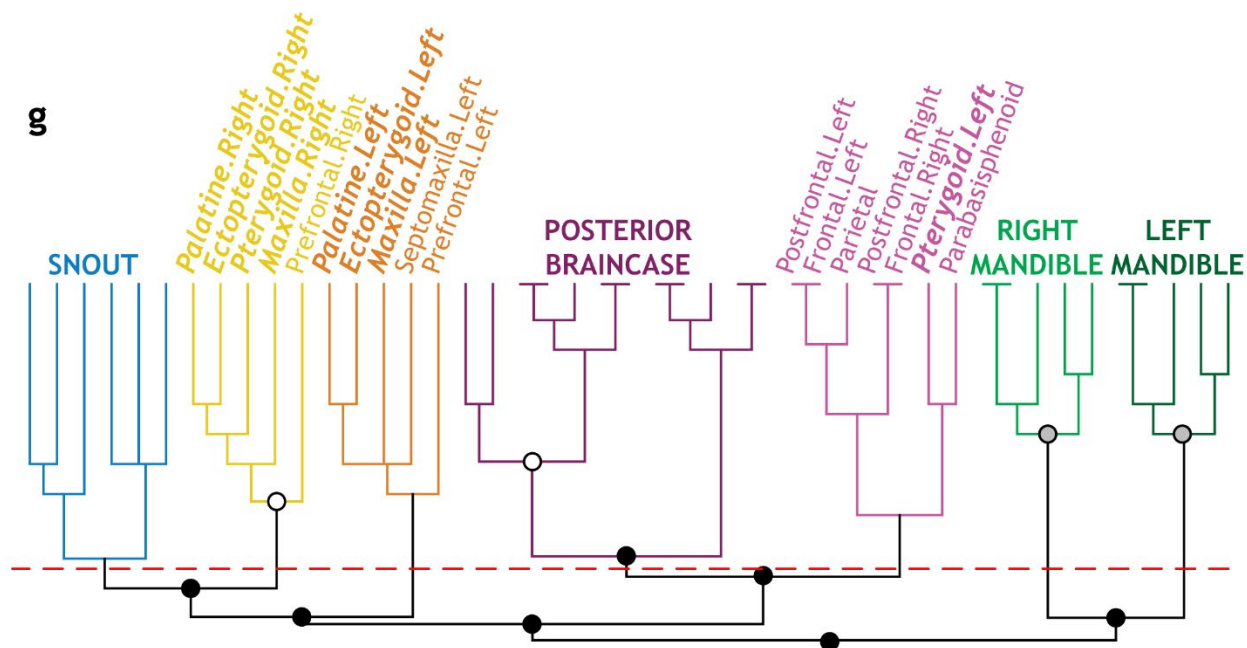 g
SNOUT
Palatine.Right
Ectopterygoid.Right
Pterygoid.Right
Maxilla.Right
Prefrontal.Right
Palatine.Left
Ectopterygoid.Left
Maxilla.Left
Septomaxilla.Left
Prefrontal.Left
POSTERIOR
BRAINCASE
Postfrontal.Left
Frontal.Left
Parietal
Postfrontal.Right
Frontal.Right
Pterygoid.Left
Parabasisphenoid
RIGHT
MANDIBLE
LEFT
MANDIBLE